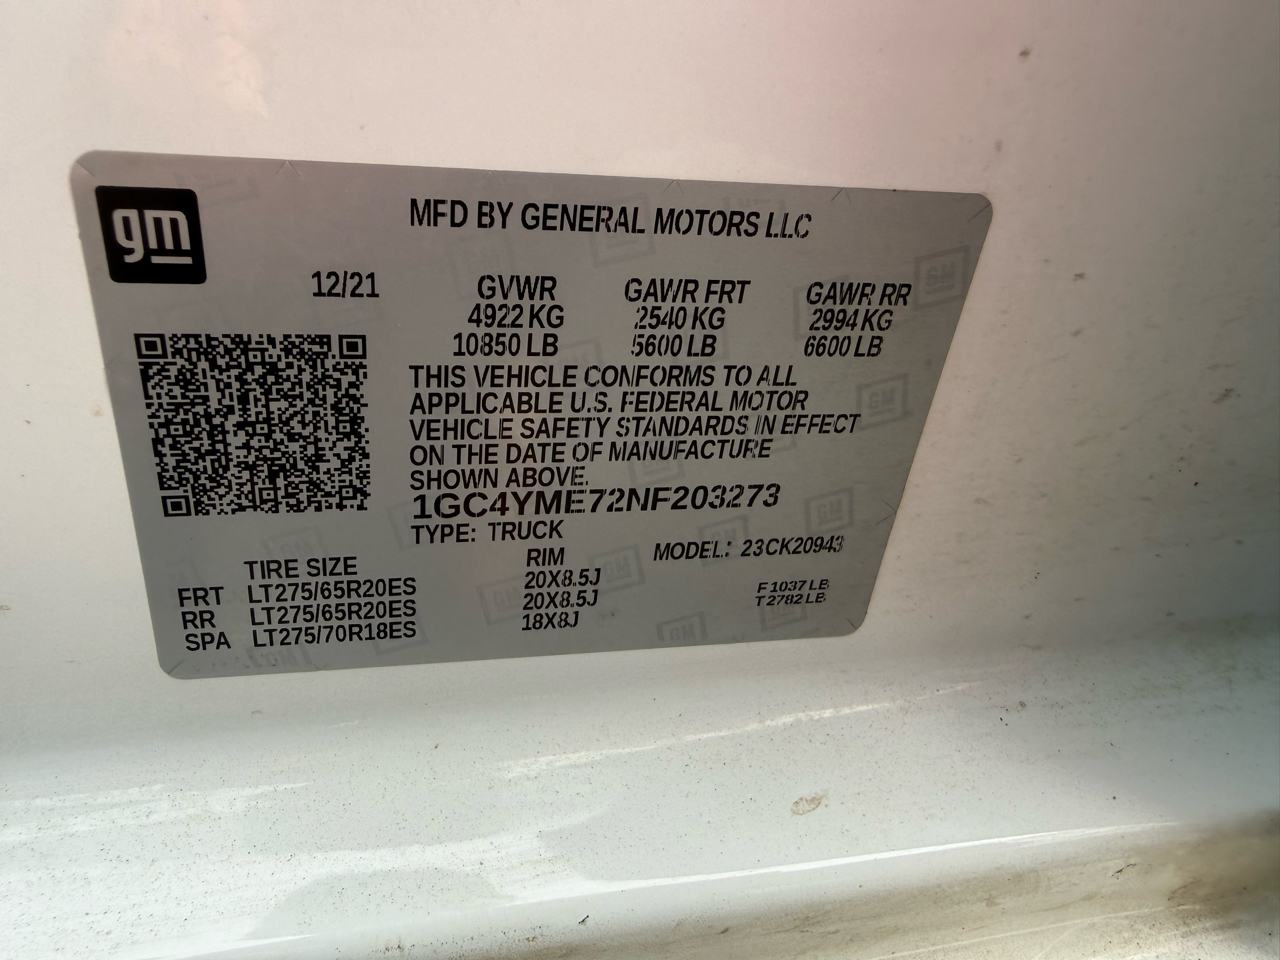 gm
MFD BY GENERAL MOTORS LLC
12/21 GVWR GAWR FRT GAWR RR
4922 KG 2540 KG 2994 KG
10850 LB 5600 LB 6600 LB
THIS VEHICLE CONFORMS TO ALL
APPLICABLE U.S. FEDERAL MOTOR
VEHICLE SAFETY STANDARDS IN EFFECT
ON THE DATE OF MANUFACTURE
SHOWN ABOVE.
1GC4YME72NF203273
TYPE: TRUCK MODEL: 23CK20943
TIRE SIZE RIM
FRT LT275/65R20ES 20X8.5J F1037 LB
RR LT275/65R20ES 20X8.5J T2782 LB
SPA LT275/70R18ES 18X8J